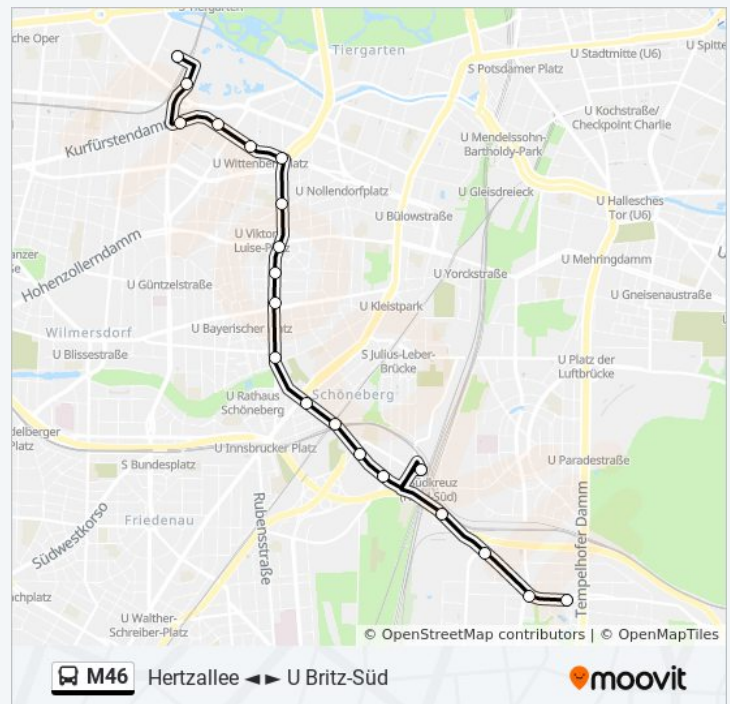 S Tiergarten
che Oper
Tiergarten
U Stadtmitte (U6)
U Spitte
S Potsdamer Platz
U Kochstraße/
Checkpoint Charlie
Kurfürstendamm
U Mendelssohn-
Bartholdy-Park
U Wittenbergplatz
U Nollendorfplatz
U Gleisdreieck
U Bülowstraße
U Hallesches
Tor (U6)
U Viktoria-
Luise-Platz
anzer
ße
Hohenzollerndamm
U Mehringdamm
U Yorckstraße
U Güntzelstraße
U Gneisenaustraße
U Kleistpark
Wilmersdorf
U Bayerischer Platz
U Blissestraße
S Julius-Leber-
Brücke
U Platz der
Luftbrücke
U Rathaus
Schöneberg
Schöneberg
delberger
Platz
U Innsbrucker Platz
S Bundesplatz
U Paradestraße
Südkreuz
Süd)
Friedenau
Südwestkorso
Rubensstraße
Tempelhofer Damm
achplatz
U Walther-
Schreiber-Platz
© OpenStreetMap contributors | © OpenMapTiles
M46 Hertzallee ◄ ► U Britz-Süd
moovit